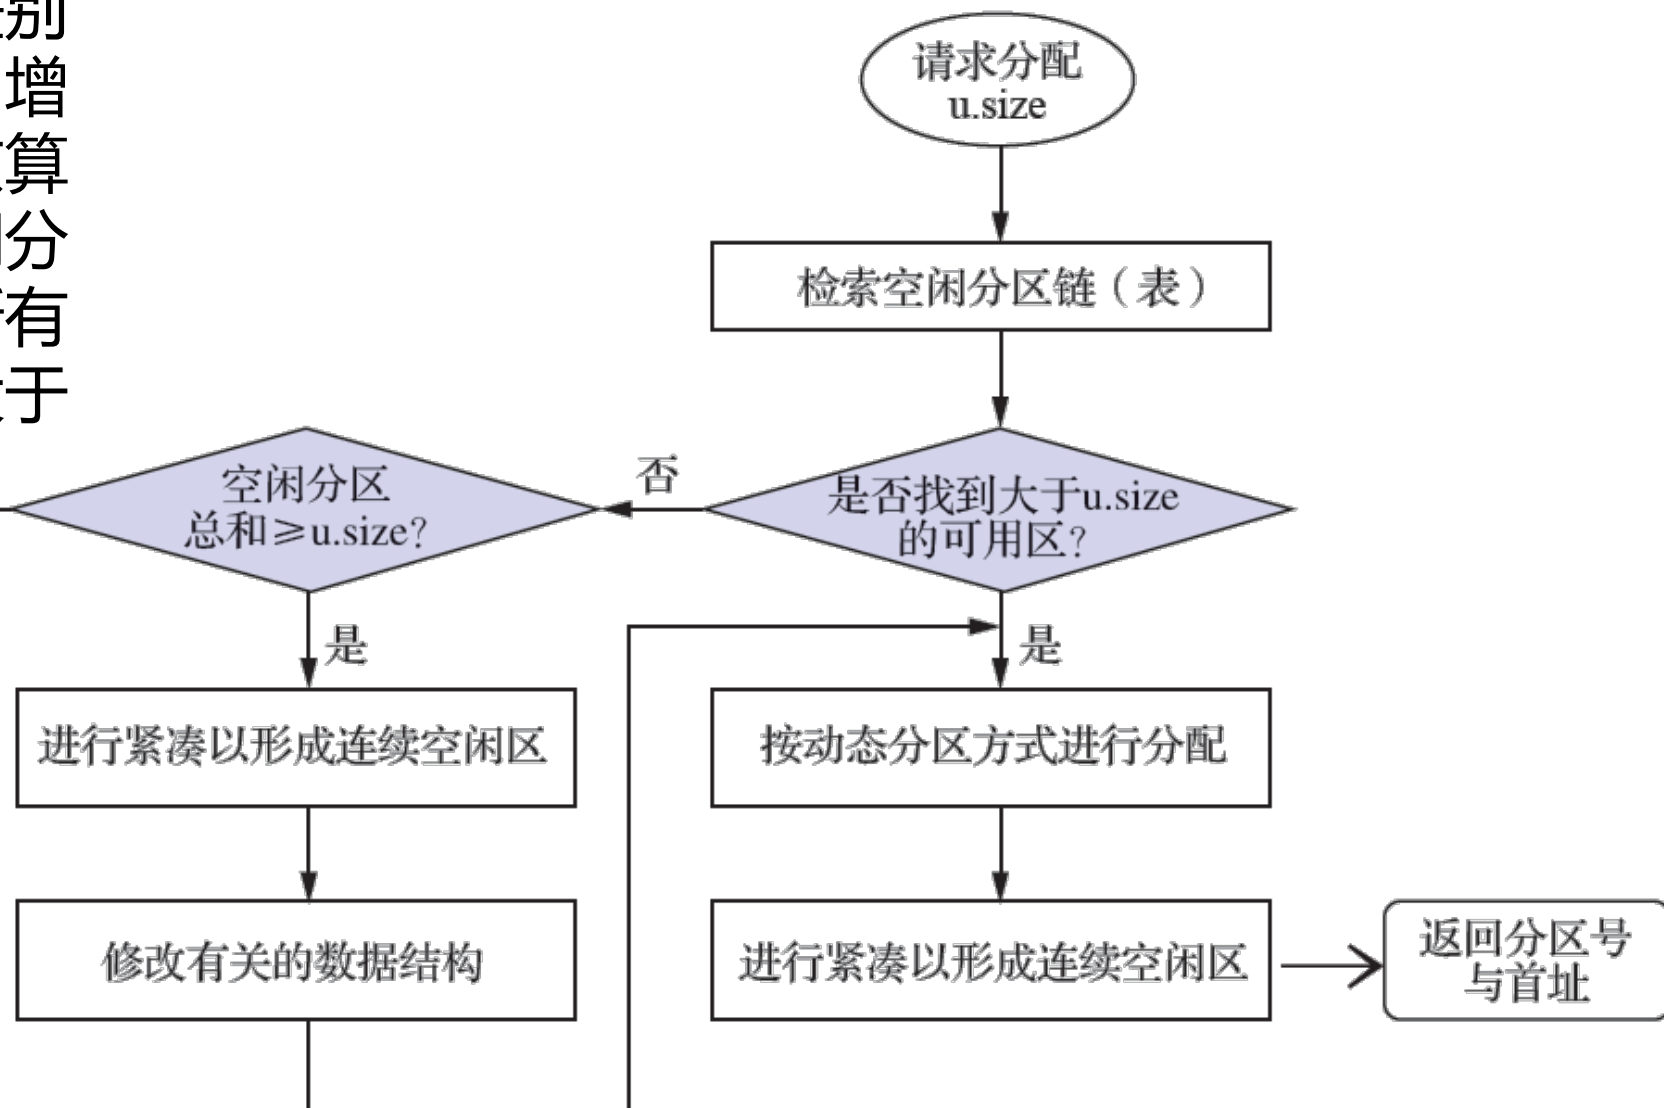 别
增
算
分
有
于
请求分配
u.size
检索空闲分区链（表）
空闲分区
总和≥u.size?
否
是否找到大于u.size
的可用区?
是
是
进行紧凑以形成连续空闲区
按动态分区方式进行分配
修改有关的数据结构
进行紧凑以形成连续空闲区
返回分区号
与首址